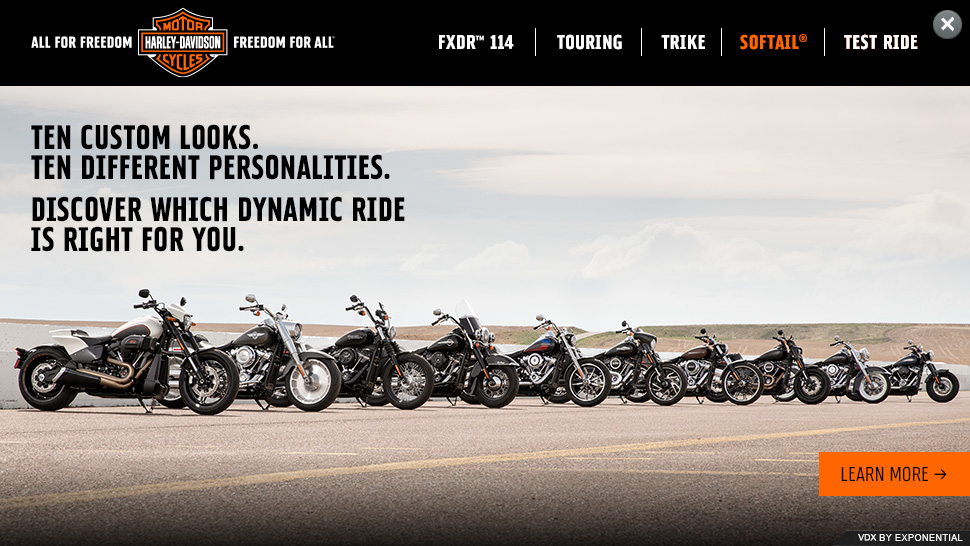 ALL FOR FREEDOM
MOTOR
HARLEY-DAVIDSON
CYCLES
FREEDOM FOR ALL
FXDR™ 114
TOURING
TRIKE
SOFTAIL®
TEST RIDE
TEN CUSTOM LOOKS.
TEN DIFFERENT PERSONALITIES.
DISCOVER WHICH DYNAMIC RIDE
IS RIGHT FOR YOU.
LEARN MORE →
VDX BY EXPONENTIAL